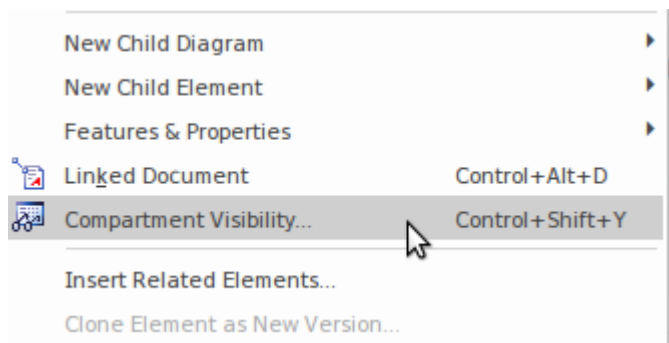 New Child Diagram
New Child Element
Features & Properties
Linked Document Control+Alt+D
Compartment Visibility... Control+Shift+Y
Insert Related Elements...
Clone Element as New Version...